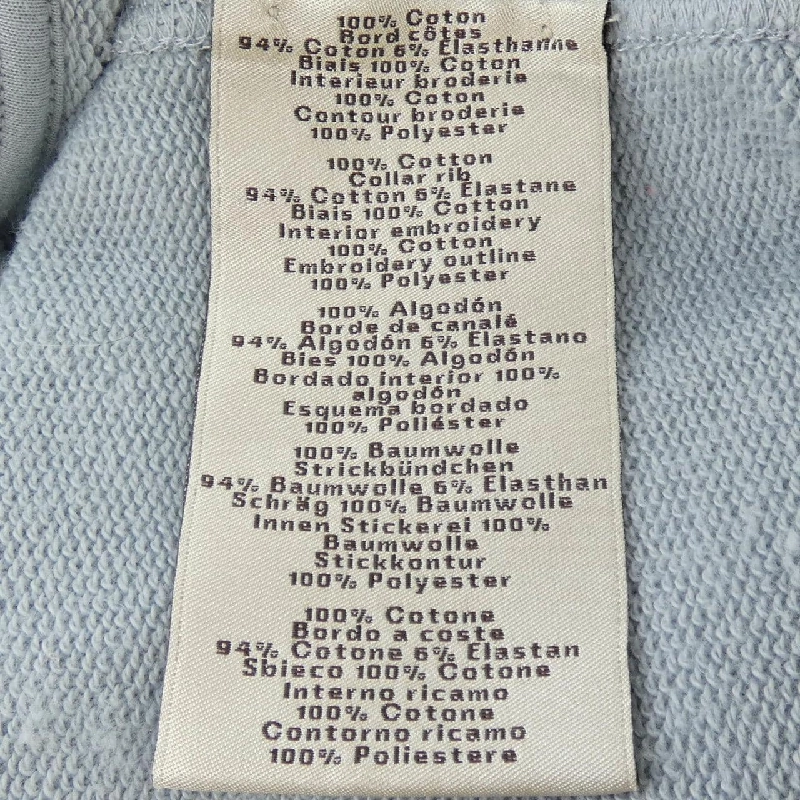 100% Coton
Bord côtes
94% Coton 6% Elasthanne
Biais 100% Coton
Interieur broderie
100% Coton
Contour broderie
100% Polyester
100% Cotton
Collar rib
94% Cotton 6% Elastane
Biais 100% Cotton
Interior embroidery
100% Cotton
Embroidery outline
100% Polyester
100% Algodón
Borde de canalé
94% Algodón 6% Elastano
Bies 100% Algodón
Bordado interior 100%
algodón
Esquema bordado
100% Poliéster
100% Baumwolle
Strickbündchen
94% Baumwolle 6% Elasthan
Schräg 100% Baumwolle
Innen Stickerei 100%
Baumwolle
Stickkontur
100% Polyester
100% Cotone
Bordo a coste
94% Cotone 6% Elastan
Sbieco 100% Cotone
Interno ricamo
100% Cotone
Contorno ricamo
100% Poliestere